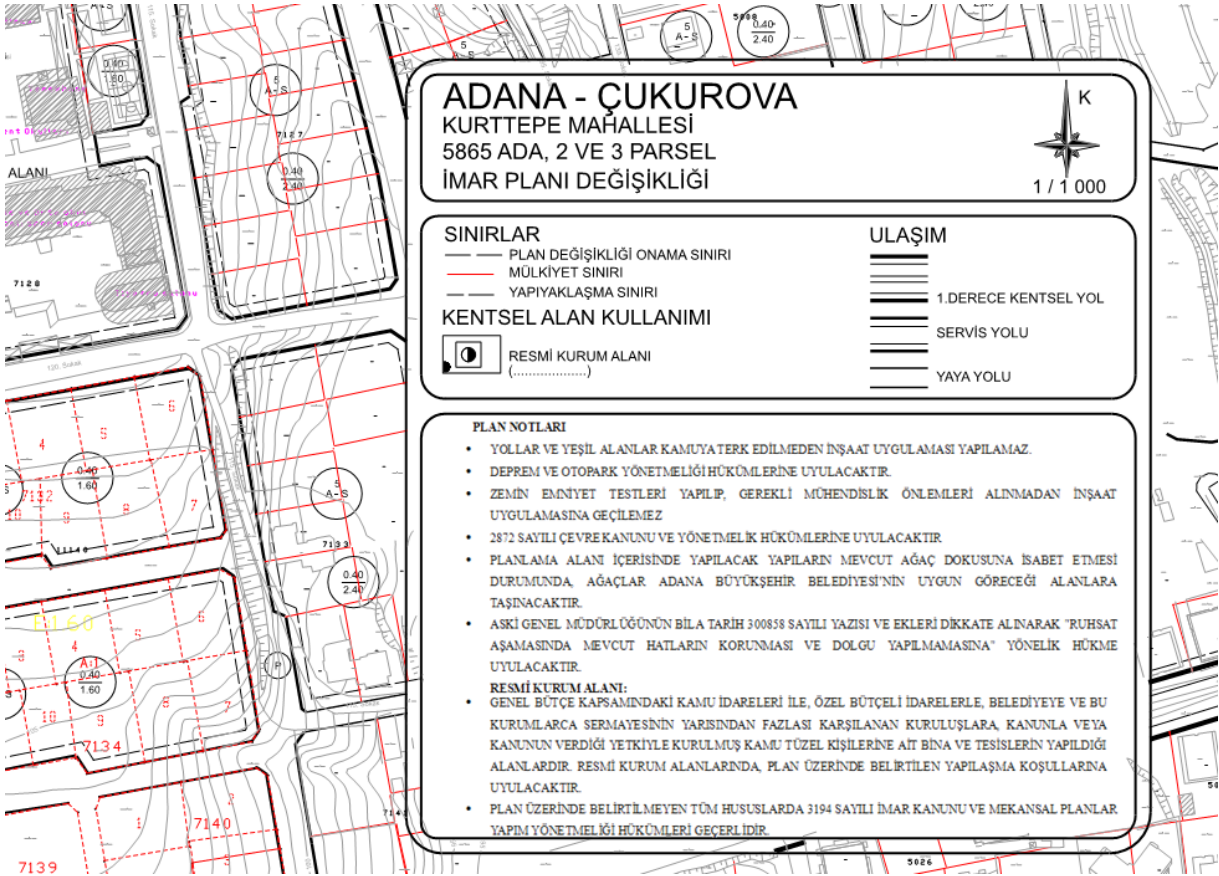 ADANA - ÇUKUROVA
KURTTEPE MAHALLESİ
5865 ADA, 2 VE 3 PARSEL
İMAR PLANI DEĞİŞİKLİĞİ
K
1 / 1 000
SINIRLAR
PLAN DEĞİŞİKLİĞİ ONAMA SINIRI
MÜLKİYET SINIRI
YAPIYAKLAŞMA SINIRI
KENTSEL ALAN KULLANIMI
RESMİ KURUM ALANI
(...................)
ULAŞIM
1.DERECE KENTSEL YOL
SERVİS YOLU
YAYA YOLU
PLAN NOTLARI
• YOLLAR VE YEŞİL ALANLAR KAMUYA TERK EDİLMEDEN İNŞAAT UYGULAMASI YAPILAMAZ.
• DEPREM VE OTOPARK YÖNETMELİĞİ HÜKÜMLERİNE UYULACAKTIR.
• ZEMİN EMNİYET TESTLERİ YAPILIP, GEREKLİ MÜHENDİSLİK ÖNLEMLERİ ALINMADAN İNŞAAT
UYGULAMASINA GEÇİLEMEZ
• 2872 SAYILI ÇEVRE KANUNU VE YÖNETMELİK HÜKÜMLERİNE UYULACAKTIR
• PLANLAMA ALANI İÇERİSİNDE YAPILACAK YAPILARIN MEVCUT AĞAÇ DOKUSUNA İSABET ETMESİ
DURUMUNDA, AĞAÇLAR ADANA BÜYÜKŞEHİR BELEDİYESİ'NİN UYGUN GÖRECEĞİ ALANLARA
TAŞINACAKTIR.
• ASKİ GENEL MÜDÜRLÜĞÜNÜN BİLA TARİH 300858 SAYILI YAZISI VE EKLERİ DİKKATE ALINARAK "RUHSAT
AŞAMASINDA MEVCUT HATLARIN KORUNMASI VE DOLGU YAPILMAMASINA" YÖNELİK HÜKME
UYULACAKTIR.
RESMİ KURUM ALANI:
• GENEL BÜTÇE KAPSAMINDAKİ KAMU İDARELERİ İLE, ÖZEL BÜTÇELİ İDARELERLE, BELEDİYEYE VE BU
KURUMLARCA SERMAYESİNİN YARISINDAN FAZLASI KARŞILANAN KURULUŞLARA, KANUNLA VEYA
KANUNUN VERDİĞİ YETKİYLE KURULMUŞ KAMU TÜZEL KİŞİLERİNE AİT BİNA VE TESİSLERİN YAPILDIĞI
ALANLARDIR. RESMİ KURUM ALANLARINDA, PLAN ÜZERİNDE BELİRTİLEN YAPILAŞMA KOŞULLARINA
UYULACAKTIR.
• PLAN ÜZERİNDE BELİRTİLMEYEN TÜM HUSUSLARDA 3194 SAYILI İMAR KANUNU VE MEKANSAL PLANLAR
YAPIM YÖNETMELİĞİ HÜKÜMLERİ GEÇERLİDİR.
5
A-S
0.40
2.40
5
A-S
0.40
1.60
5
A-S
7127
0.40
2.40
ALANI
7128
120. Sokak
4
5
6
0.40
1.60
7132
9
8
7
11140
5
A-S
7133
0.40
2.40
E:1.60
4
5
6
A:1
0.40
1.60
10
9
8
7
7134
P
1
7140
7139
5026